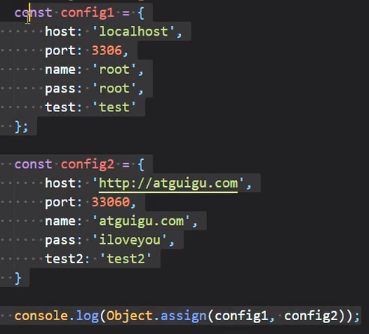 const config1 = {
host: 'localhost',
port: 3306,
name: 'root',
pass: 'root',
test: 'test'
};
const config2 = {
host: 'http://atguigu.com',
port: 33060,
name: 'atguigu.com',
pass: 'iloveyou',
test2: 'test2'
}
console.log(Object.assign(config1, config2));